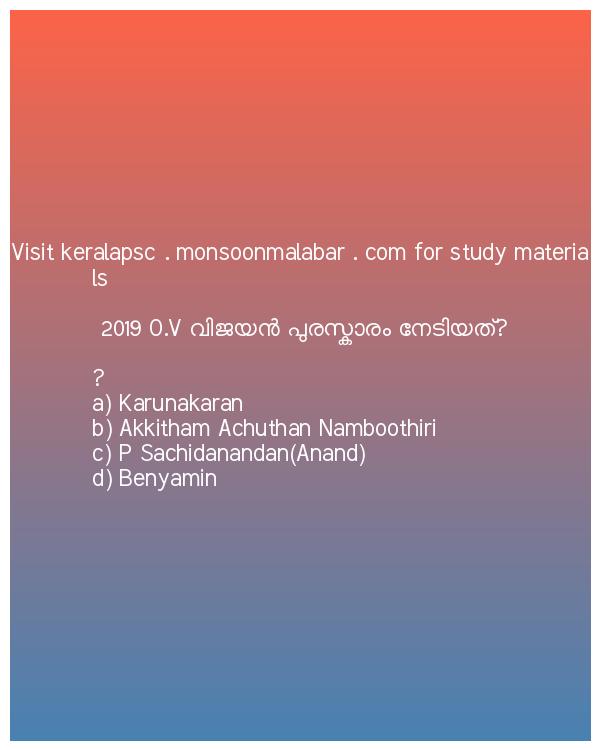 Visit keralapsc . monsoonmalabar . com for study materia
ls
2019 O.V വിജയൻ പുരസ്കാരം നേടിയത്?
?
a) Karunakaran
b) Akkitham Achuthan Namboothiri
c) P Sachidanandan(Anand)
d) Benyamin